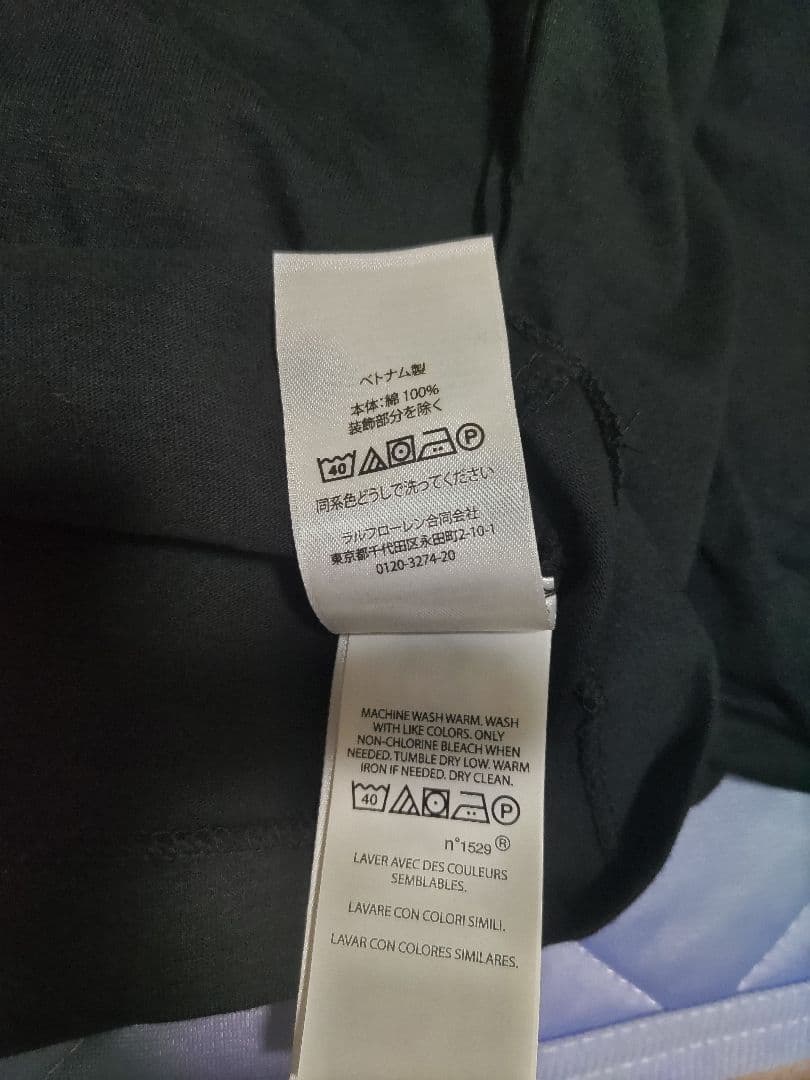 ベトナム製
本体:綿 100%
装飾部分を除く
40 P
同系色どうしで洗ってください
ラルフローレン合同会社
東京都千代田区永田町2-10-1
0120-3274-20
MACHINE WASH WARM. WASH
WITH LIKE COLORS. ONLY
NON-CHLORINE BLEACH WHEN
NEEDED. TUMBLE DRY LOW. WARM
IRON IF NEEDED. DRY CLEAN.
40 P
n°1529 ®
LAVER AVEC DES COULEURS
SEMBLABLES.
LAVARE CON COLORI SIMILI.
LAVAR CON COLORES SIMILARES.